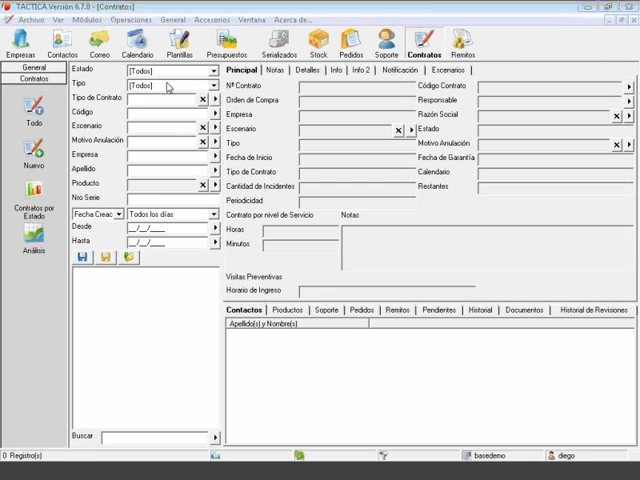 TACTICA Versión 6.7.0 - [Contratos]
Archivo Ver Módulos Operaciones General Accesorios Ventana Acerca de...
Empresas Contactos Correo Calendario Plantillas Presupuestos Serializados Stock Pedidos Soporte Contratos Remitos
General
Contratos
Todo
Nuevo
Contratos por Estado
Análisis
Estado [Todos]
Tipo [Todos]
Tipo de Contrato
Código
Escenario
Motivo Anulación
Empresa
Apellido
Producto
Nro Serie
Fecha Creac Todos los días
Desde __/__/____
Hasta __/__/____
Buscar
Principal Notas Detalles Info Info 2 Notificación Escenarios
Nº Contrato Código Contrato
Orden de Compra Responsable
Empresa Razón Social
Escenario Estado
Tipo Motivo Anulación
Fecha de Inicio Fecha de Garantía
Tipo de Contrato Calendario
Cantidad de Incidentes Restantes
Periodicidad
Contrato por nivel de Servicio Notas
Horas
Minutos
Visitas Preventivas
Horario de Ingreso
Contactos Productos Soporte Pedidos Remitos Pendientes Historial Documentos Historial de Revisiones
Apellido(s) y Nombre(s)
0 Registro(s) basedemo diego